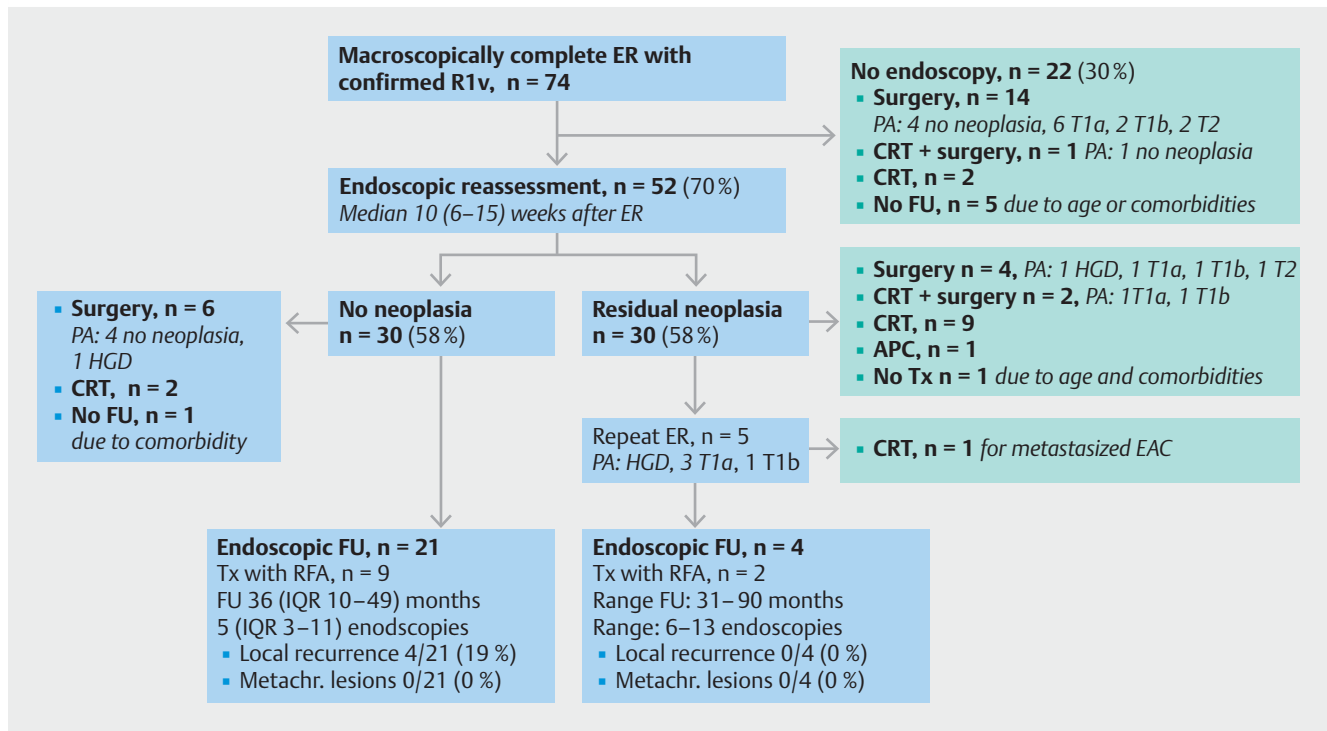 Macroscopically complete ER with
confirmed R1v, n = 74
No endoscopy, n = 22 (30 %)
▪ Surgery, n = 14
PA: 4 no neoplasia, 6 T1a, 2 T1b, 2 T2
▪ CRT + surgery, n = 1 PA: 1 no neoplasia
▪ CRT, n = 2
▪ No FU, n = 5 due to age or comorbidities
Endoscopic reassessment, n = 52 (70 %)
Median 10 (6–15) weeks after ER
▪ Surgery, n = 6
PA: 4 no neoplasia,
1 HGD
▪ CRT, n = 2
▪ No FU, n = 1
due to comorbidity
No neoplasia
n = 30 (58 %)
Residual neoplasia
n = 30 (58 %)
▪ Surgery n = 4, PA: 1 HGD, 1 T1a, 1 T1b, 1 T2
▪ CRT + surgery n = 2, PA: 1T1a, 1 T1b
▪ CRT, n = 9
▪ APC, n = 1
▪ No Tx n = 1 due to age and comorbidities
Repeat ER, n = 5
PA: HGD, 3 T1a, 1 T1b
▪ CRT, n = 1 for metastasized EAC
Endoscopic FU, n = 21
Tx with RFA, n = 9
FU 36 (IQR 10–49) months
5 (IQR 3–11) enodscopies
▪ Local recurrence 4/21 (19 %)
▪ Metachr. lesions 0/21 (0 %)
Endoscopic FU, n = 4
Tx with RFA, n = 2
Range FU: 31–90 months
Range: 6–13 endoscopies
▪ Local recurrence 0/4 (0 %)
▪ Metachr. lesions 0/4 (0 %)